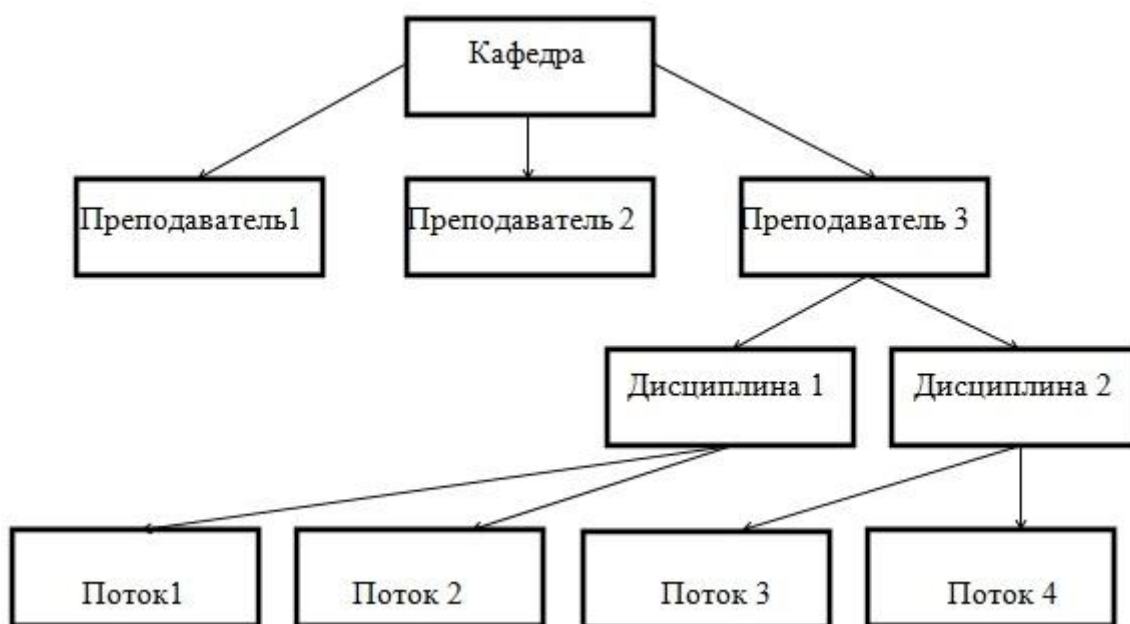 Кафедра
Преподаватель1
Преподаватель 2
Преподаватель 3
Дисциплина 1
Дисциплина 2
Поток1
Поток 2
Поток 3
Поток 4